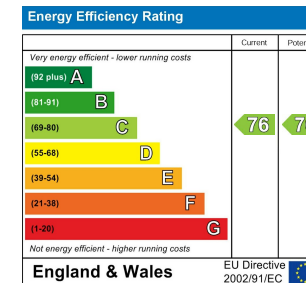 Energy Efficiency Rating
Current
Very energy efficient - lower running costs
(92 plus) A
(81-91) B
(69-80) C 76
(55-68) D
(39-54) E
(21-38) F
(1-20) G
Not energy efficient - higher running costs
England & Wales
EU Directive
2002/91/EC